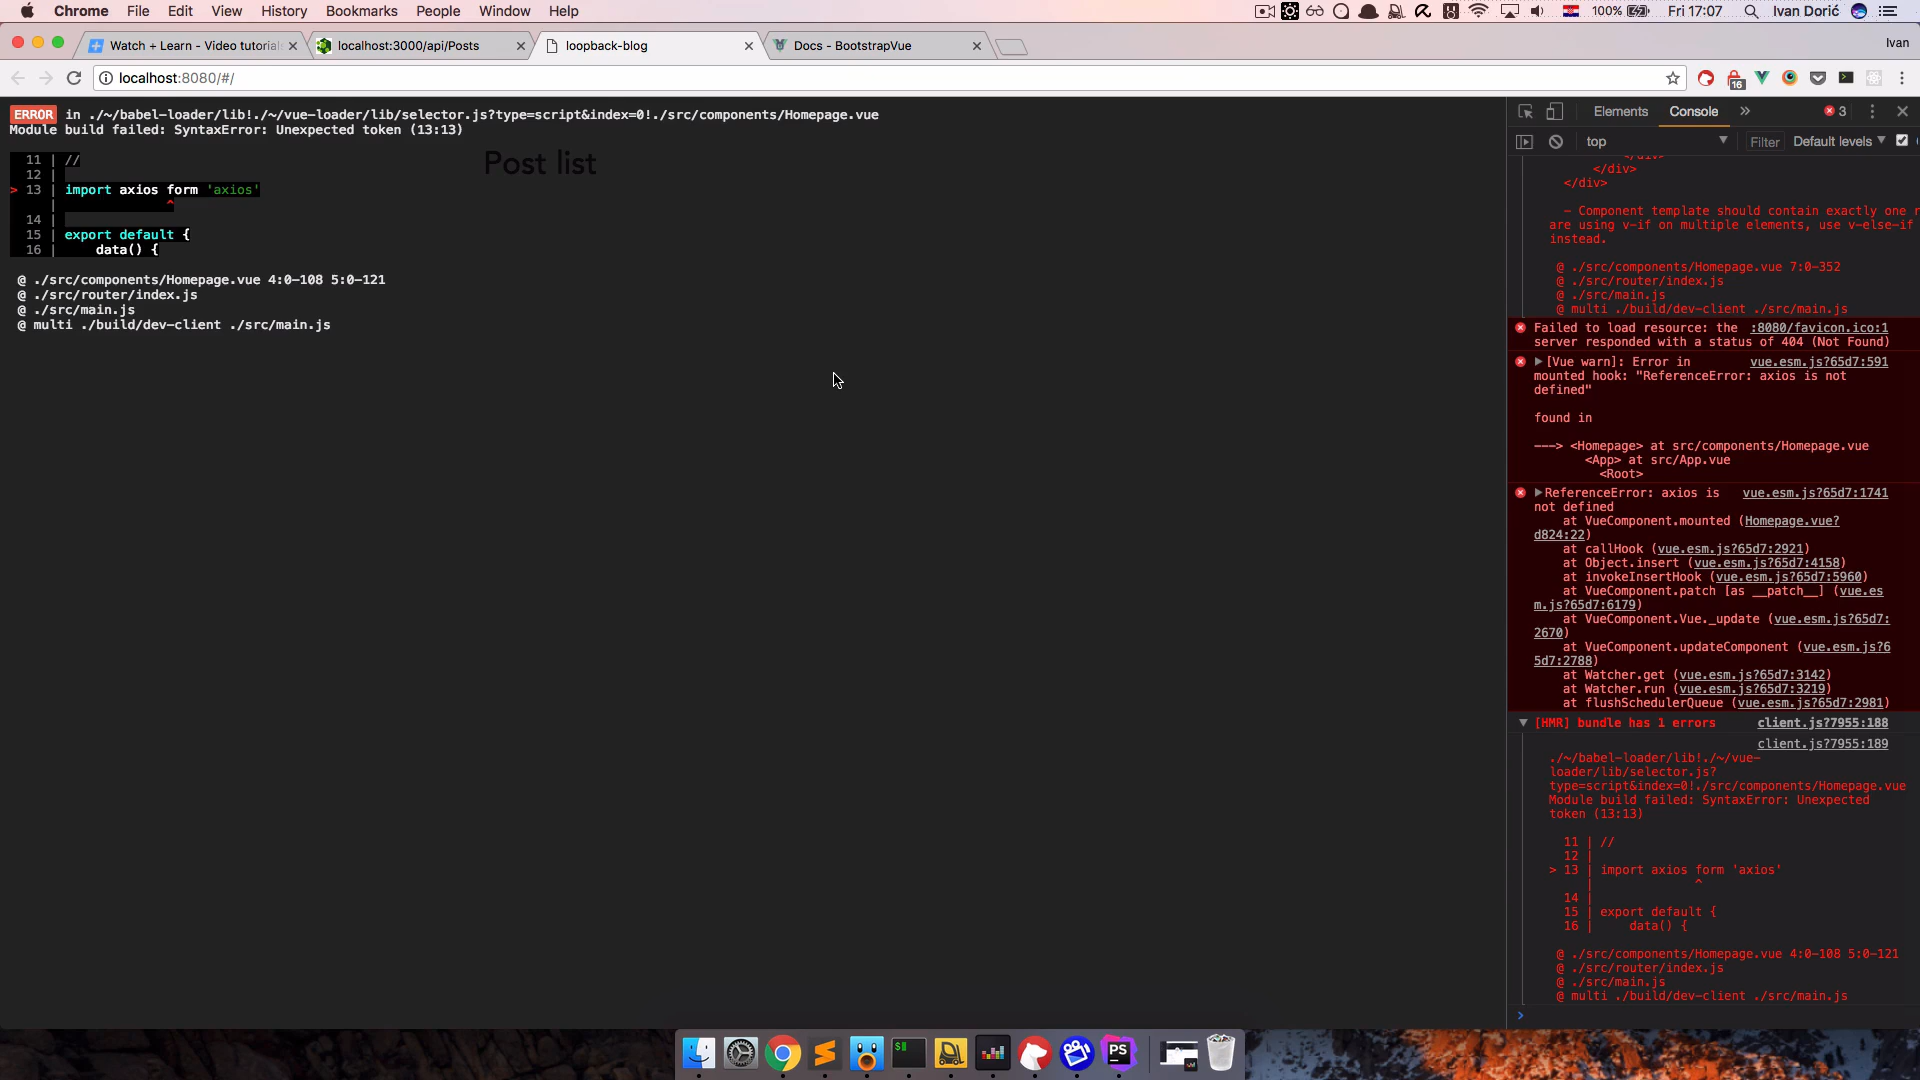 Chrome File Edit View History Bookmarks People Window Help 100% Fri 17:07 Ivan Dorić
Watch + Learn - Video tutorial localhost:3000/api/Posts loopback-blog Docs - BootstrapVue Ivan
localhost:8080/#/ 16
ERROR in ./~/babel-loader/lib!./~/vue-loader/lib/selector.js?type=script&index=0!./src/components/Homepage.vue
Module build failed: SyntaxError: Unexpected token (13:13)
Post list
11 | //
12 |
> 13 | import axios form 'axios'
| ^
14 |
15 | export default {
16 | data() {
@ ./src/components/Homepage.vue 4:0-108 5:0-121
@ ./src/router/index.js
@ ./src/main.js
@ multi ./build/dev-client ./src/main.js
Elements Console » 3
top Filter Default levels
</div>
</div>
</div>
- Component template should contain exactly one r
are using v-if on multiple elements, use v-else-if
instead.
@ ./src/components/Homepage.vue 7:0-352
@ ./src/router/index.js
@ ./src/main.js
@ multi ./build/dev-client ./src/main.js
Failed to load resource: the :8080/favicon.ico:1
server responded with a status of 404 (Not Found)
[Vue warn]: Error in vue.esm.js?65d7:591
mounted hook: "ReferenceError: axios is not
defined"
found in
---> <Homepage> at src/components/Homepage.vue
<App> at src/App.vue
<Root>
ReferenceError: axios is vue.esm.js?65d7:1741
not defined
at VueComponent.mounted (Homepage.vue?
d824:22)
at callHook (vue.esm.js?65d7:2921)
at Object.insert (vue.esm.js?65d7:4158)
at invokeInsertHook (vue.esm.js?65d7:5960)
at VueComponent.patch [as __patch__] (vue.es
m.js?65d7:6179)
at VueComponent.Vue._update (vue.esm.js?65d7:
2670)
at VueComponent.updateComponent (vue.esm.js?6
5d7:2788)
at Watcher.get (vue.esm.js?65d7:3142)
at Watcher.run (vue.esm.js?65d7:3219)
at flushSchedulerQueue (vue.esm.js?65d7:2981)
[HMR] bundle has 1 errors client.js?7955:188
client.js?7955:189
./~/babel-loader/lib!./~/vue-
loader/lib/selector.js?
type=script&index=0!./src/components/Homepage.vue
Module build failed: SyntaxError: Unexpected
token (13:13)
11 | //
12 |
> 13 | import axios form 'axios'
| ^
14 |
15 | export default {
16 | data() {
@ ./src/components/Homepage.vue 4:0-108 5:0-121
@ ./src/router/index.js
@ ./src/main.js
@ multi ./build/dev-client ./src/main.js
>
$ PS